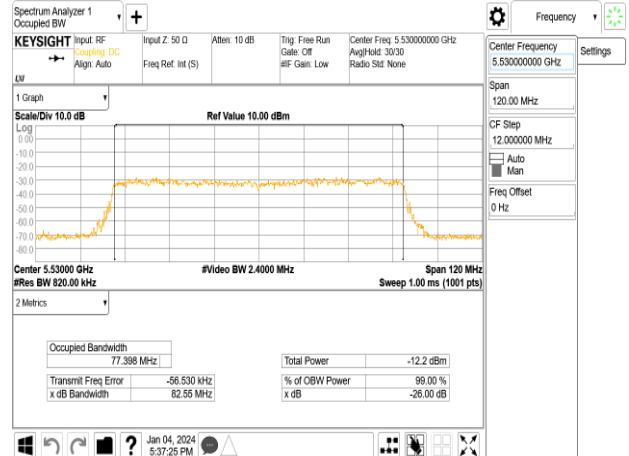 Spectrum Analyzer 1
Occupied BW
Frequency
KEYSIGHT
Input: RF
Coupling: DC
Align: Auto
Input Z: 50 Ω
Freq Ref: Int (S)
Atten: 10 dB
Trig: Free Run
Gate: Off
#IF Gain: Low
Center Freq: 5.530000000 GHz
Avg|Hold: 30/30
Radio Std: None
LXI
Center Frequency
5.530000000 GHz
Settings
Span
120.00 MHz
CF Step
12.000000 MHz
Auto
Man
Freq Offset
0 Hz
1 Graph
Scale/Div 10.0 dB
Ref Value 10.00 dBm
Log
0.00
-10.0
-20.0
-30.0
-40.0
-50.0
-60.0
-70.0
-80.0
Center 5.53000 GHz
#Video BW 2.4000 MHz
Span 120 MHz
#Res BW 820.00 kHz
Sweep 1.00 ms (1001 pts)
2 Metrics
Occupied Bandwidth
77.398 MHz
Total Power -12.2 dBm
Transmit Freq Error -56.530 kHz
% of OBW Power 99.00 %
x dB Bandwidth 82.55 MHz
x dB -26.00 dB
?
Jan 04, 2024
5:37:25 PM